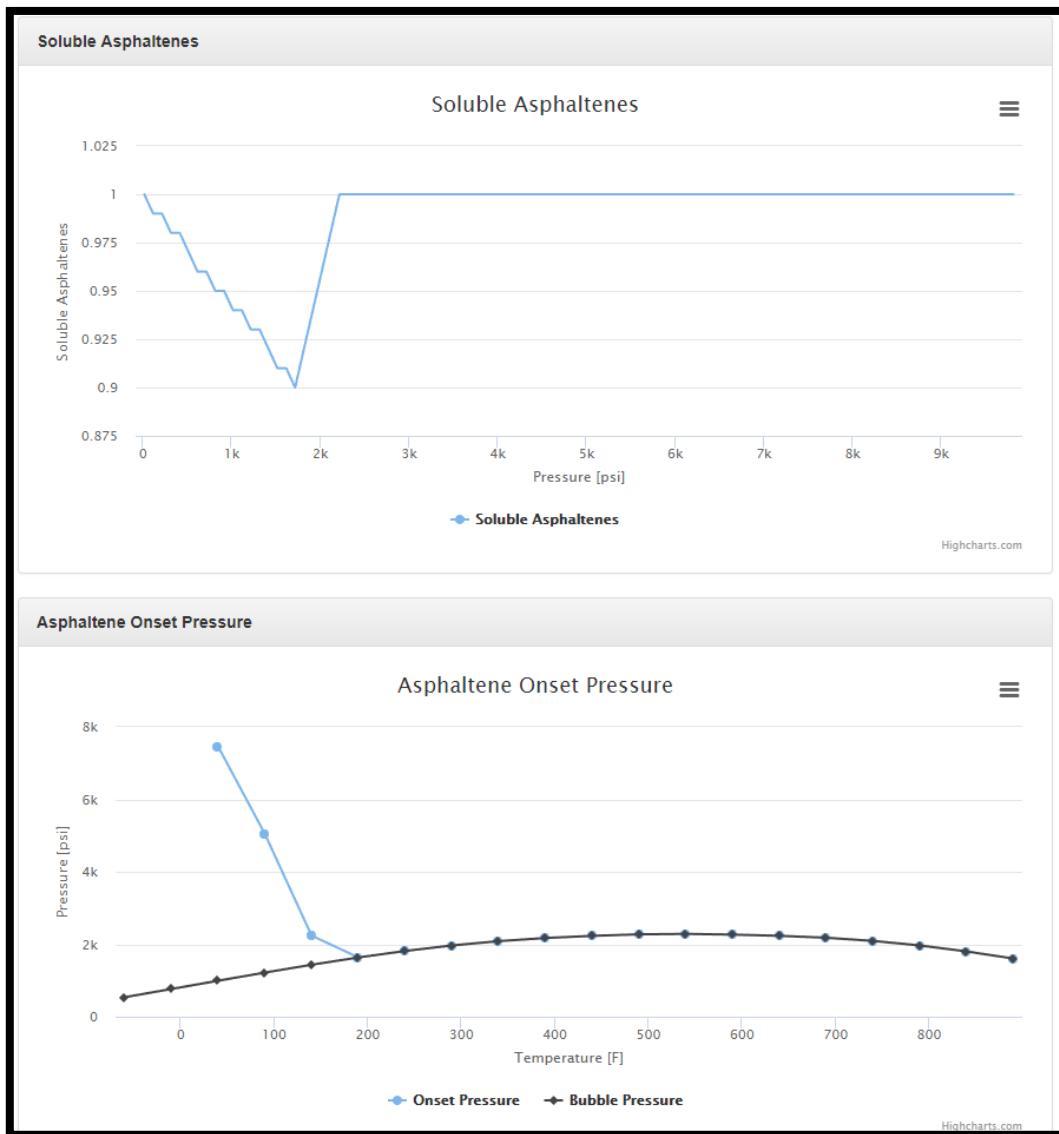 Soluble Asphaltenes
Soluble Asphaltenes
1.025
1
0.975
0.95
0.925
0.9
0.875
Soluble Asphaltenes
0 1k 2k 3k 4k 5k 6k 7k 8k 9k
Pressure [psi]
Soluble Asphaltenes
Highcharts.com
Asphaltene Onset Pressure
Asphaltene Onset Pressure
8k
6k
4k
2k
0
Pressure [psi]
0 100 200 300 400 500 600 700 800
Temperature [F]
Onset Pressure Bubble Pressure
Highcharts.com